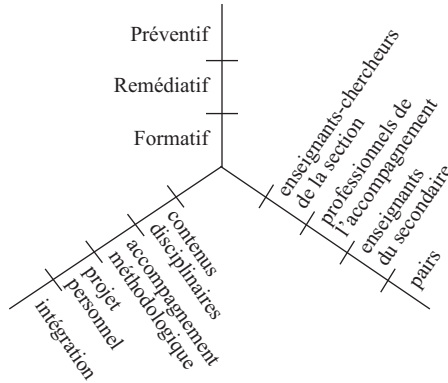 Préventif
Remédiatif
Formatif
enseignants-chercheurs
de la section
professionnels de
l’accompagnement
enseignants
du secondaire
pairs
contenus
disciplinaires
accompagnement
méthodologique
projet
personnel
intégration